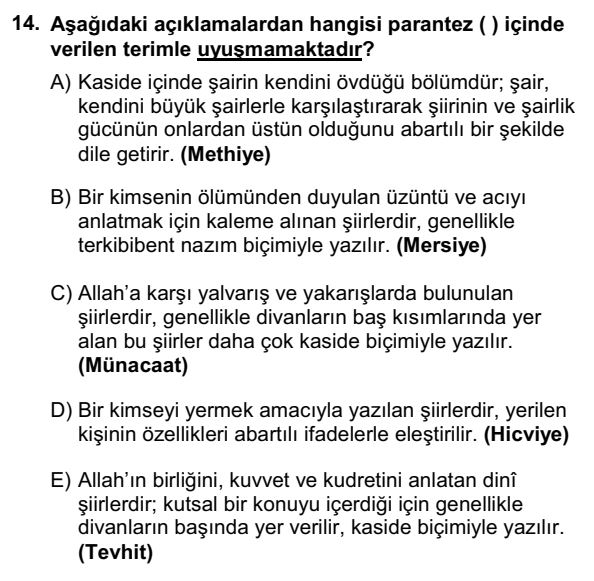 14. Aşağıdaki açıklamalardan hangisi parantez ( ) içinde
verilen terimle uyuşmamaktadır?
A) Kaside içinde şairin kendini övdüğü bölümdür; şair,
kendini büyük şairlerle karşılaştırarak şiirinin ve şairlik
gücünün onlardan üstün olduğunu abartılı bir şekilde
dile getirir. (Methiye)
B) Bir kimsenin ölümünden duyulan üzüntü ve acıyı
anlatmak için kaleme alınan şiirlerdir, genellikle
terkibibent nazım biçimiyle yazılır. (Mersiye)
C) Allah’a karşı yalvarış ve yakarışlarda bulunulan
şiirlerdir, genellikle divanların baş kısımlarında yer
alan bu şiirler daha çok kaside biçimiyle yazılır.
(Münacaat)
D) Bir kimseyi yermek amacıyla yazılan şiirlerdir, yerilen
kişinin özellikleri abartılı ifadelerle eleştirilir. (Hicviye)
E) Allah’ın birliğini, kuvvet ve kudretini anlatan dinî
şiirlerdir; kutsal bir konuyu içerdiği için genellikle
divanların başında yer verilir, kaside biçimiyle yazılır.
(Tevhit)